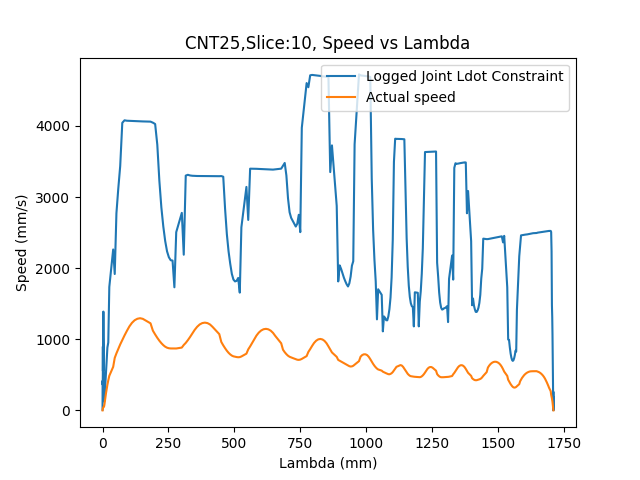 CNT25,Slice:10, Speed vs Lambda
Logged Joint Ldot Constraint
Actual speed
Speed (mm/s)
4000
3000
2000
1000
0
0 250 500 750 1000 1250 1500 1750
Lambda (mm)